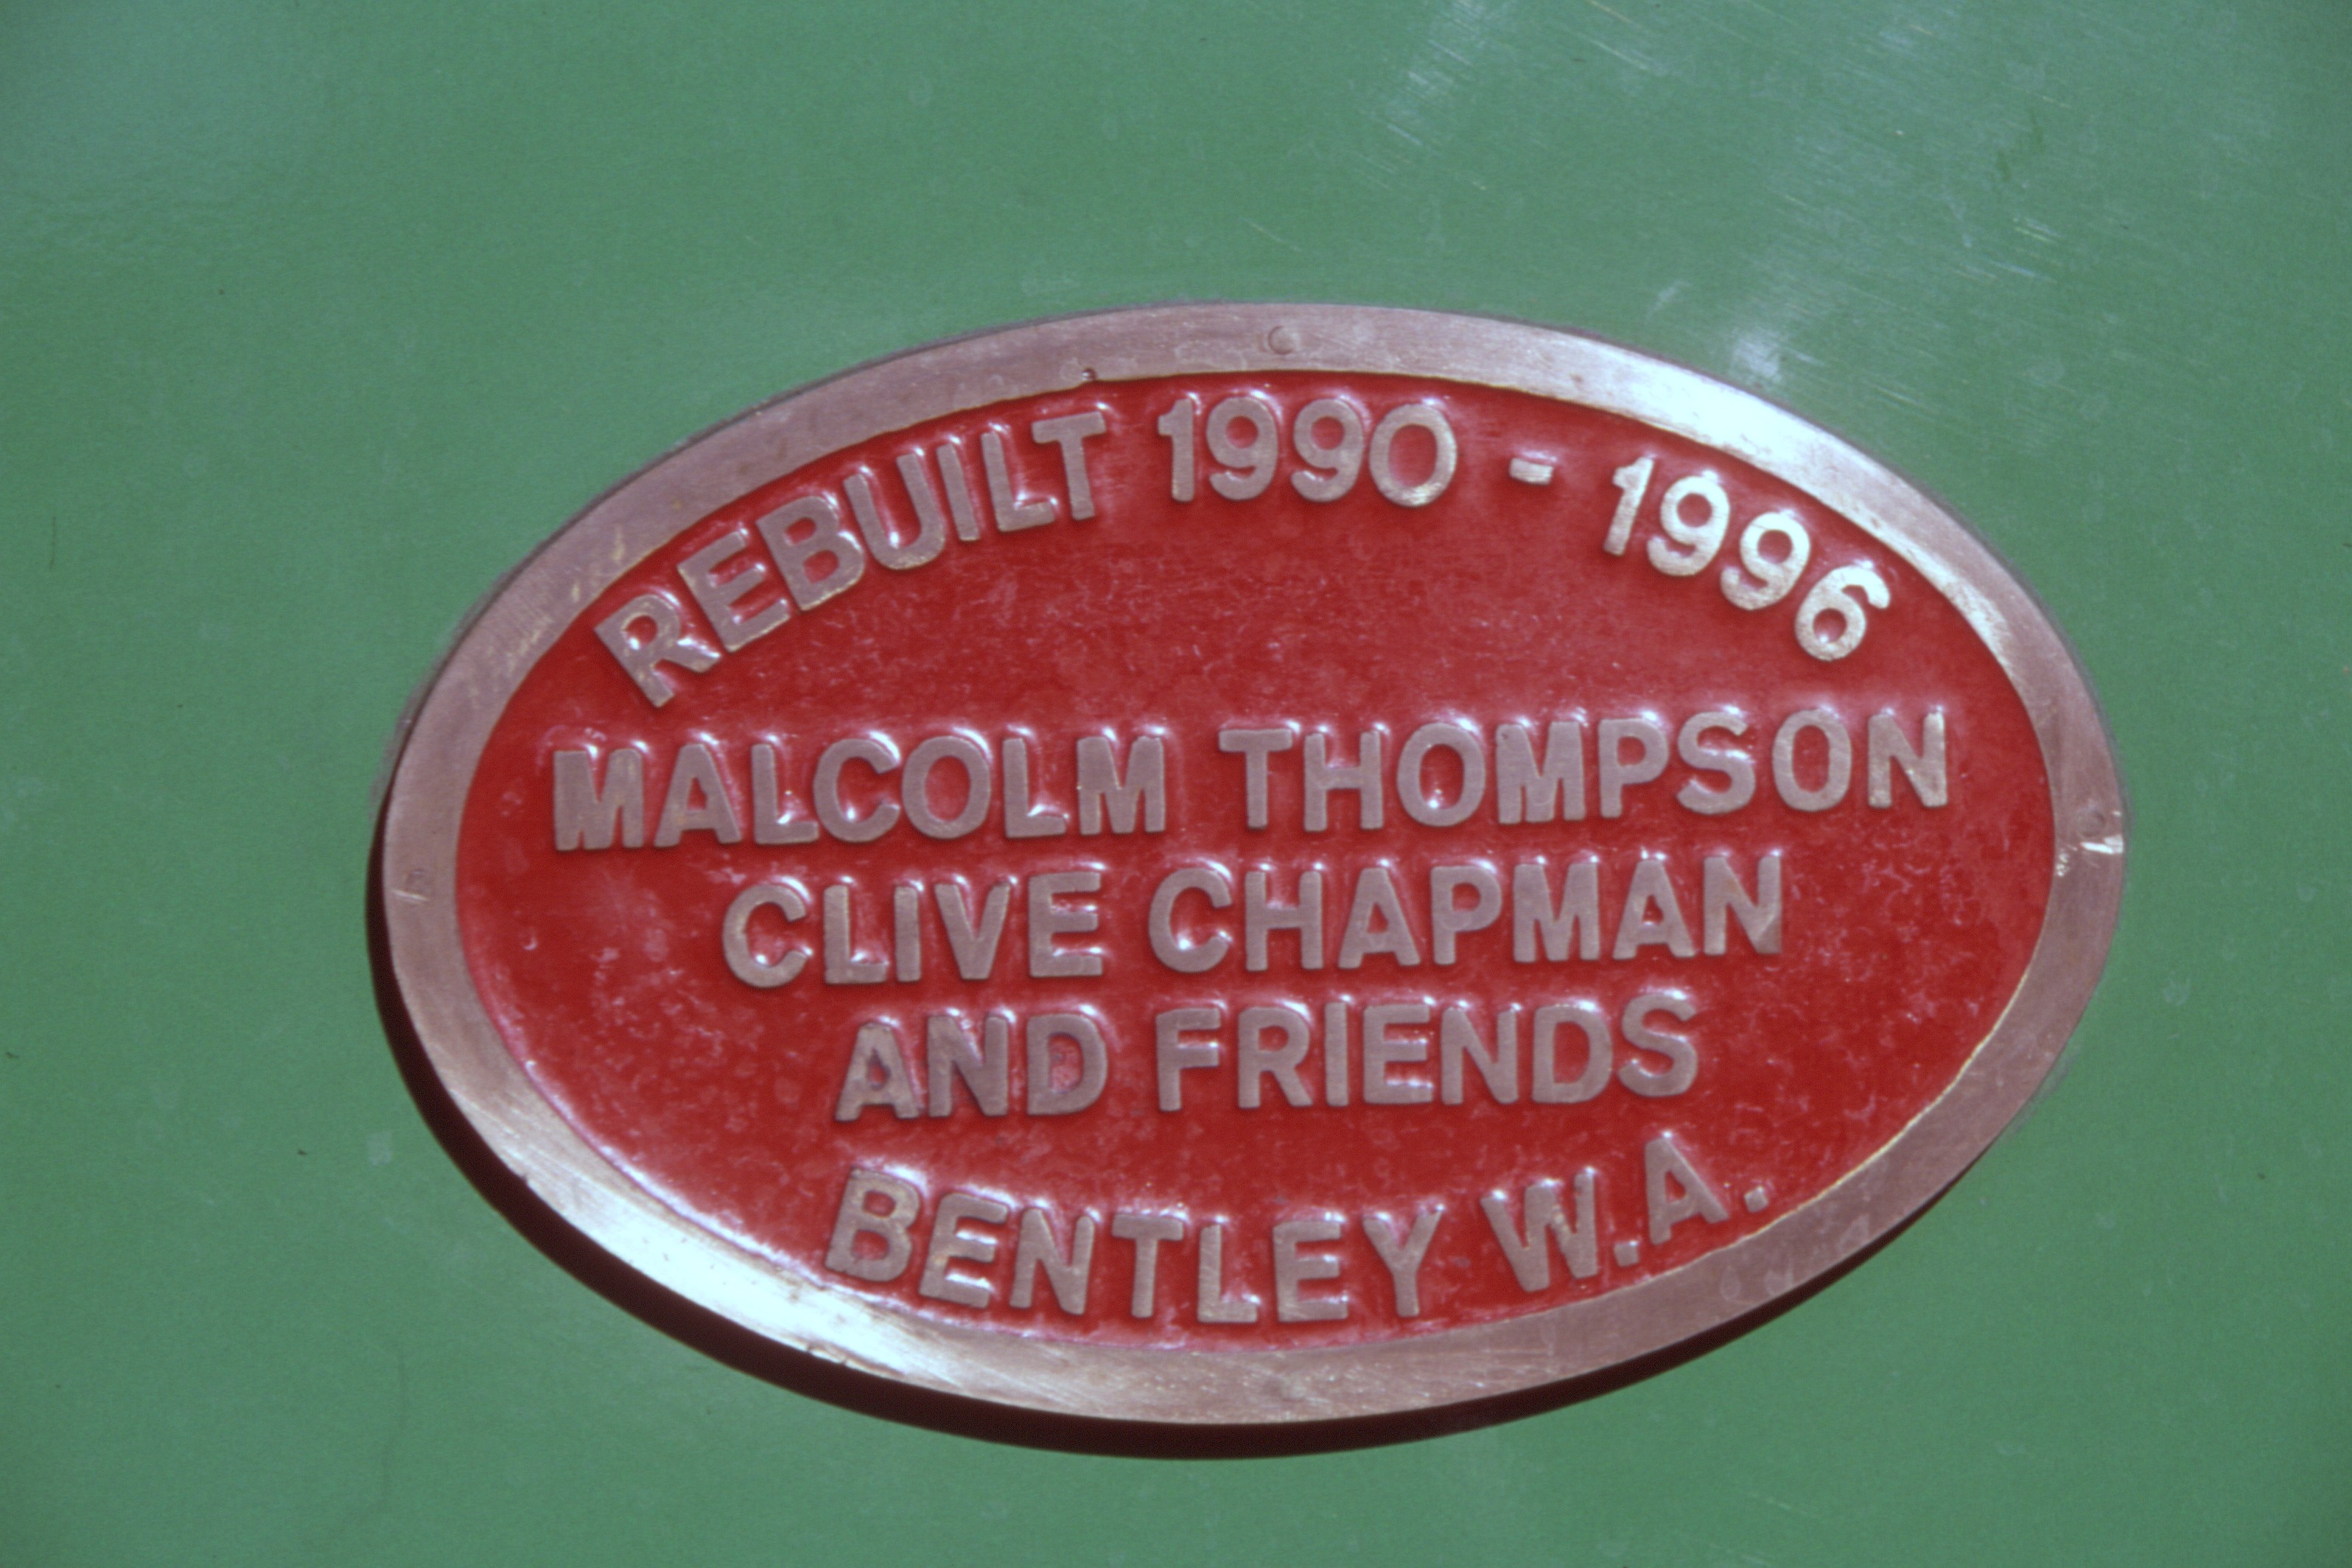 REBUILT 1990 - 1996
MALCOLM THOMPSON
CLIVE CHAPMAN
AND FRIENDS
BENTLEY W.A.